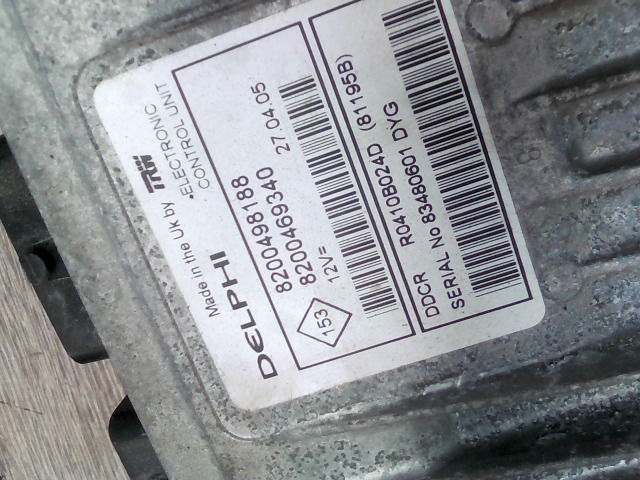 DELPHI
Made in the Uk by TRW
•ELECTRONIC
CONTROL UNIT
8200498188
8200469340
153
12V= 27.04.05
DDCR R0410B024D (81195B)
SERIAL No 83480601 DYG
8